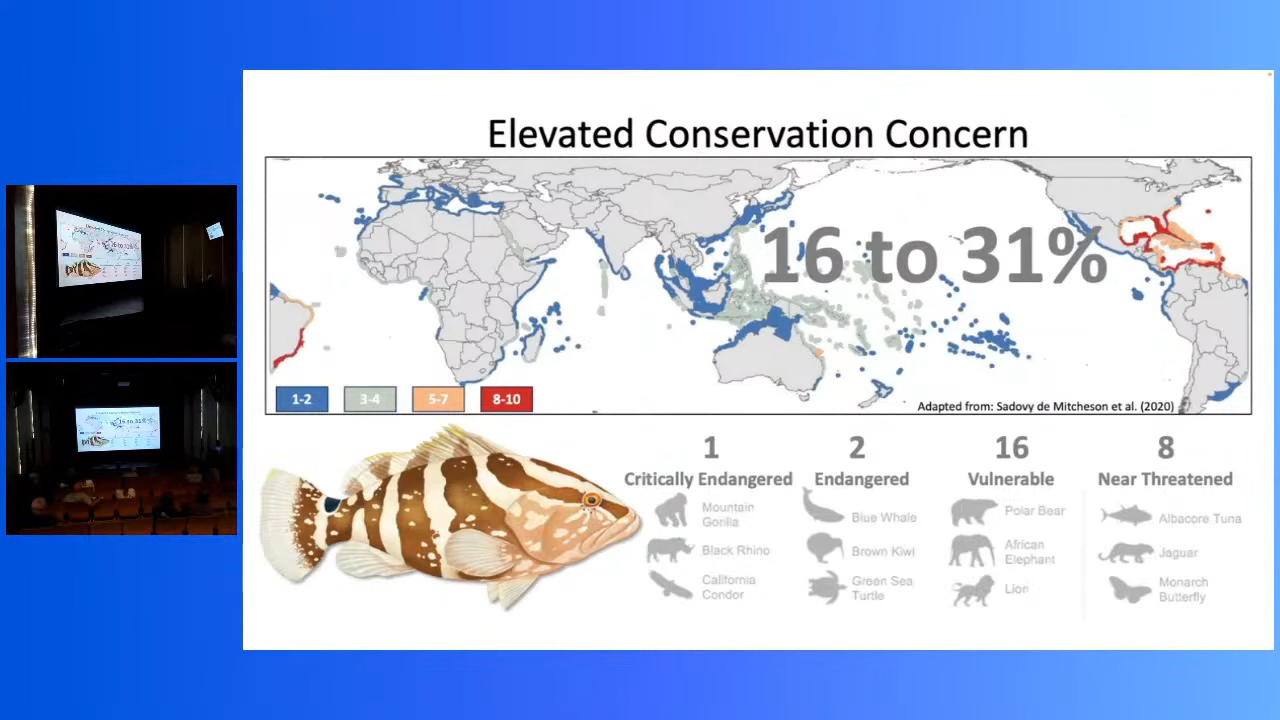 Elevated Conservation Concern
16 to 31%
1-2 3-4 5-7 8-10
Adapted from: Sadovy de Mitcheson et al. (2020)
1
Critically Endangered
Mountain
Gorilla
Black Rhino
California
Condor
2
Endangered
Blue Whale
Brown Kiwi
Green Sea
Turtle
16
Vulnerable
Polar Bear
African
Elephant
Lion
8
Near Threatened
Albacore Tuna
Jaguar
Monarch
Butterfly